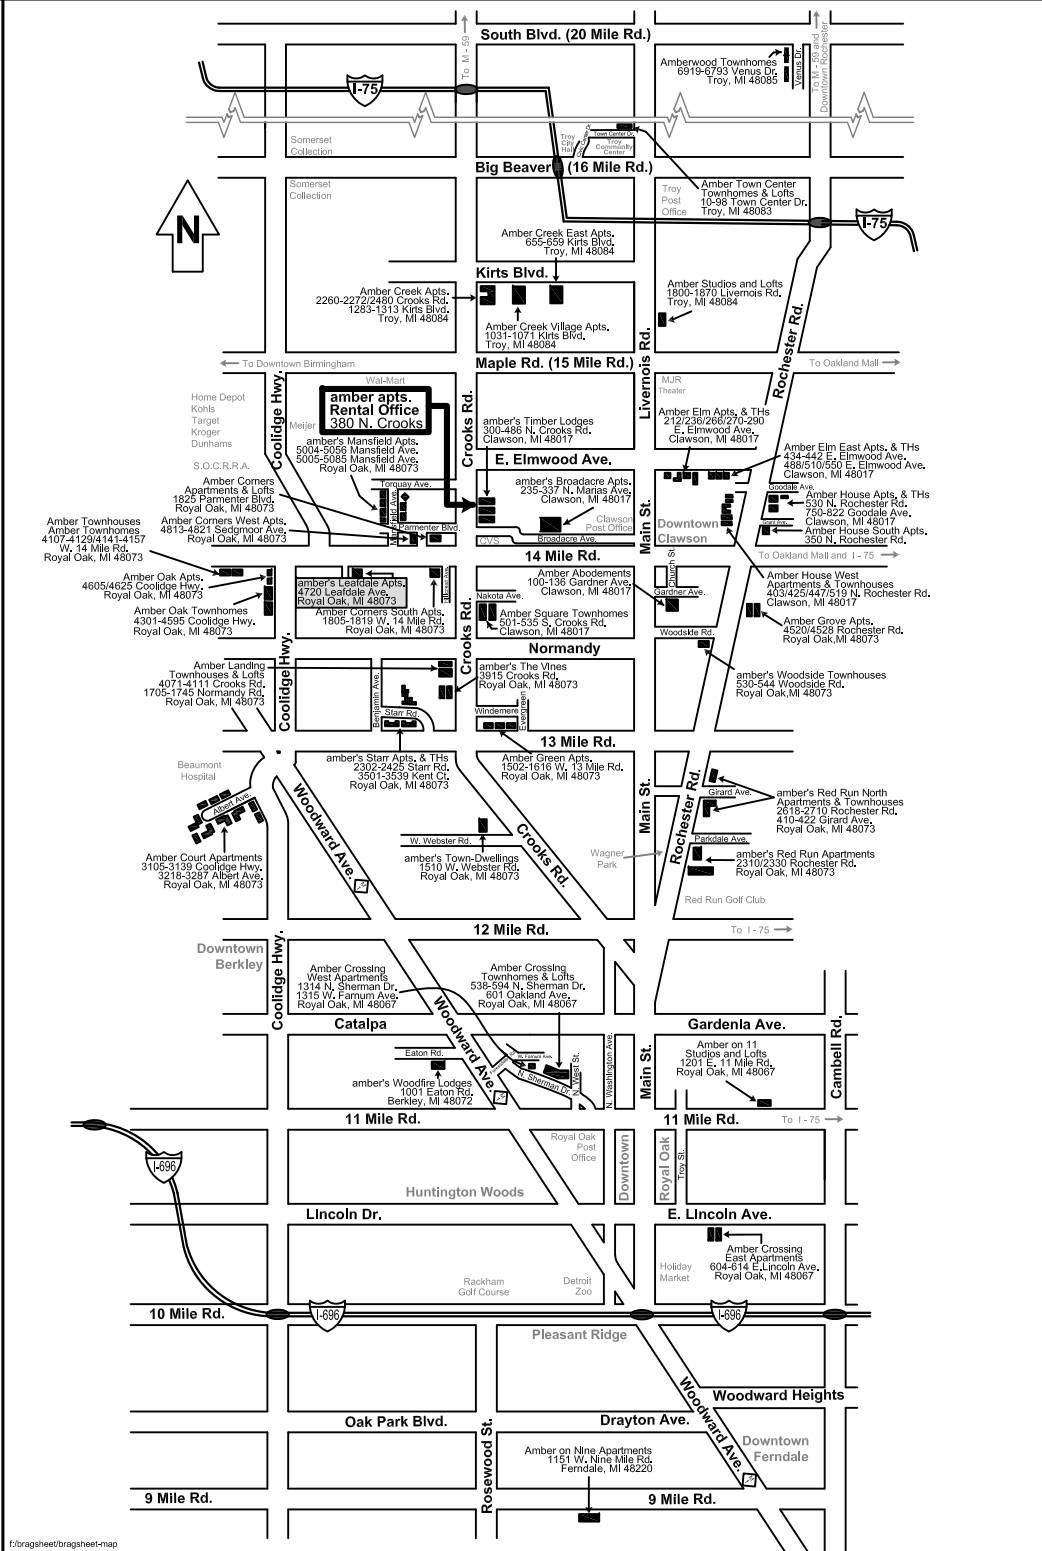 South Blvd. (20 Mile Rd.)
To M - 59
To M - 59 and
Downtown Rochester
Amberwood Townhomes
6919-6793 Venus Dr.
Troy, MI 48085
Venus Dr.
I-75
Somerset
Collection
Troy
City
Hall
Civic Center Dr.
Town Center Dr.
Troy
Community
Center
Big Beaver (16 Mile Rd.)
Somerset
Collection
Troy
Post
Office
Amber Town Center
Townhomes & Lofts
10-98 Town Center Dr.
Troy, MI 48083
N
I-75
Amber Creek East Apts.
655-659 Kirts Blvd.
Troy, MI 48084
Kirts Blvd.
Amber Creek Apts.
2260-2272/2480 Crooks Rd.
1283-1313 Kirts Blvd.
Troy, MI 48084
Amber Studios and Lofts
1800-1870 Livernois Rd.
Troy, MI 48084
Amber Creek Village Apts.
1031-1071 Kirts Blvd.
Troy, MI 48084
Livernois Rd.
Rochester Rd.
To Downtown Birmingham
Maple Rd. (15 Mile Rd.)
To Oakland Mall
Wal-Mart
MJR
Theater
Coolidge Hwy.
Crooks Rd.
Home Depot
Kohls
Target
Kroger
Dunhams
Meijer
S.O.C.R.R.A.
amber apts.
Rental Office
380 N. Crooks
amber's Timber Lodges
300-486 N. Crooks Rd.
Clawson, MI 48017
Amber Elm Apts. & THs
212/236/266/270-290
E. Elmwood Ave.
Clawson, MI 48017
amber's Mansfield Apts.
5004-5056 Mansfield Ave.
5005-5085 Mansfield Ave.
Royal Oak, MI 48073
E. Elmwood Ave.
Amber Elm East Apts. & THs
434-442 E. Elmwood Ave.
488/510/550 E. Elmwood Ave.
Clawson, MI 48017
Amber Corners
Apartments & Lofts
1825 Parmenter Blvd.
Royal Oak, MI 48073
Torquay Ave.
Mansfield Ave.
Parmenter Blvd.
amber's Broadacre Apts.
235-337 N. Marias Ave.
Clawson, MI 48017
Goodale Ave.
Amber House Apts. & THs
530 N. Rochester Rd.
750-822 Goodale Ave.
Clawson, MI 48017
Grant Ave.
Amber House South Apts.
350 N. Rochester Rd.
Amber Townhouses
Amber Townhomes
4107-4129/4141-4157
W. 14 Mile Rd.
Royal Oak, MI 48073
Amber Corners West Apts.
4813-4821 Sedgmoor Ave.
Royal Oak, MI 48073
Clawson
Post Office
CVS
Broadacre Ave.
Main St.
Downtown
Clawson
14 Mile Rd.
To Oakland Mall and I - 75
Amber Oak Apts.
4605/4625 Coolidge Hwy.
Royal Oak, MI 48073
amber's Leafdale Apts.
4720 Leafdale Ave.
Royal Oak, MI 48073
Hillcrest Ave.
Nakota Ave.
Amber Abodements
100-136 Gardner Ave.
Clawson, MI 48017
Church St.
Gardner Ave.
Amber House West
Apartments & Townhouses
403/425/447/519 N. Rochester Rd.
Clawson, MI 48017
Amber Oak Townhomes
4301-4595 Coolidge Hwy.
Royal Oak, MI 48073
Amber Corners South Apts.
1805-1819 W. 14 Mile Rd.
Royal Oak, MI 48073
Crooks Rd.
Amber Square Townhomes
501-535 S. Crooks Rd.
Clawson, MI 48017
Amber Grove Apts.
4520/4528 Rochester Rd.
Royal Oak,MI 48073
Woodside Rd.
Coolidge Hwy.
Normandy
Amber Landing
Townhouses & Lofts
4071-4111 Crooks Rd.
1705-1745 Normandy Rd.
Royal Oak, MI 48073
amber's The Vines
3915 Crooks Rd.
Royal Oak, MI 48073
amber's Woodside Townhomes
530-544 Woodside Rd.
Royal Oak,MI 48073
Benjamin Ave.
Starr Rd.
Windemere
Evergreen
13 Mile Rd.
Beaumont
Hospital
amber's Starr Apts. & THs
2302-2425 Starr Rd.
3501-3539 Kent Ct.
Royal Oak, MI 48073
Amber Green Apts.
1502-1616 W. 13 Mile Rd.
Royal Oak, MI 48073
Albert Ave.
Woodward Ave.
Crooks Rd.
Main St.
Rochester Rd.
Girard Ave.
amber's Red Run North
Apartments & Townhouses
2618-2710 Rochester Rd.
410-422 Girard Ave.
Royal Oak, MI 48073
Parkdale Ave.
W. Webster Rd.
Amber Court Apartments
3105-3139 Coolidge Hwy.
3218-3287 Albert Ave.
Royal Oak, MI 48073
amber's Town-Dwellings
1510 W. Webster Rd.
Royal Oak, MI 48073
Wagner
Park
amber's Red Run Apartments
2310/2330 Rochester Rd.
Royal Oak, MI 48073
Red Run Golf Club
12 Mile Rd.
To I - 75
Downtown
Berkley
Coolidge Hwy.
Amber Crossing
West Apartments
1314 N. Sherman Dr.
1315 W. Farnum Ave.
Royal Oak, MI 48067
Amber Crossing
Townhomes & Lofts
538-594 N. Sherman Dr.
601 Oakland Ave.
Royal Oak, MI 48067
Catalpa
Woodward Ave.
Gardenia Ave.
Cambell Rd.
Eaton Rd.
W. Farnum Ave.
N. Sherman Dr.
N. West St.
N. Washington Ave.
Main St.
Amber on 11
Studios and Lofts
1201 E. 11 Mile Rd.
Royal Oak, MI 48067
amber's Woodfire Lodges
1001 Eaton Rd.
Berkley, MI 48072
11 Mile Rd.
11 Mile Rd.
To I - 75
Royal Oak
Post
Office
Downtown
Royal Oak
Troy St.
I-696
Huntington Woods
Lincoln Dr.
E. Lincoln Ave.
Amber Crossing
East Apartments
604-614 E.Lincoln Ave.
Royal Oak, MI 48067
Rackham
Golf Course
Detroit
Zoo
Holiday
Market
10 Mile Rd.
I-696
I-696
Pleasant Ridge
Woodward Heights
Woodward Ave.
Oak Park Blvd.
Rosewood St.
Drayton Ave.
Downtown
Ferndale
Amber on Nine Apartments
1151 W. Nine Mile Rd.
Ferndale, MI 48220
9 Mile Rd.
9 Mile Rd.
f:/bragsheet/bragsheet-map